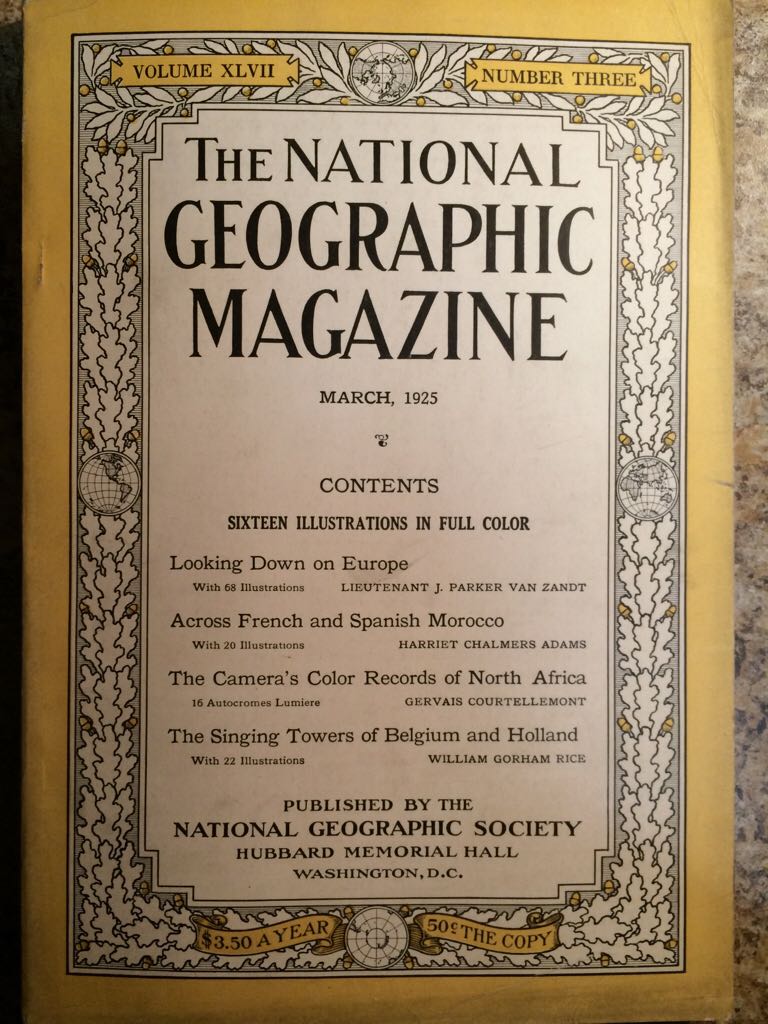 VOLUME XLVII
NUMBER THREE
THE NATIONAL
GEOGRAPHIC
MAGAZINE
MARCH, 1925
CONTENTS
SIXTEEN ILLUSTRATIONS IN FULL COLOR
Looking Down on Europe
With 68 Illustrations LIEUTENANT J. PARKER VAN ZANDT
Across French and Spanish Morocco
With 20 Illustrations HARRIET CHALMERS ADAMS
The Camera's Color Records of North Africa
16 Autocromes Lumiere GERVAIS COURTELLEMONT
The Singing Towers of Belgium and Holland
With 22 Illustrations WILLIAM GORHAM RICE
PUBLISHED BY THE
NATIONAL GEOGRAPHIC SOCIETY
HUBBARD MEMORIAL HALL
WASHINGTON, D.C.
$3.50 A YEAR
50¢ THE COPY